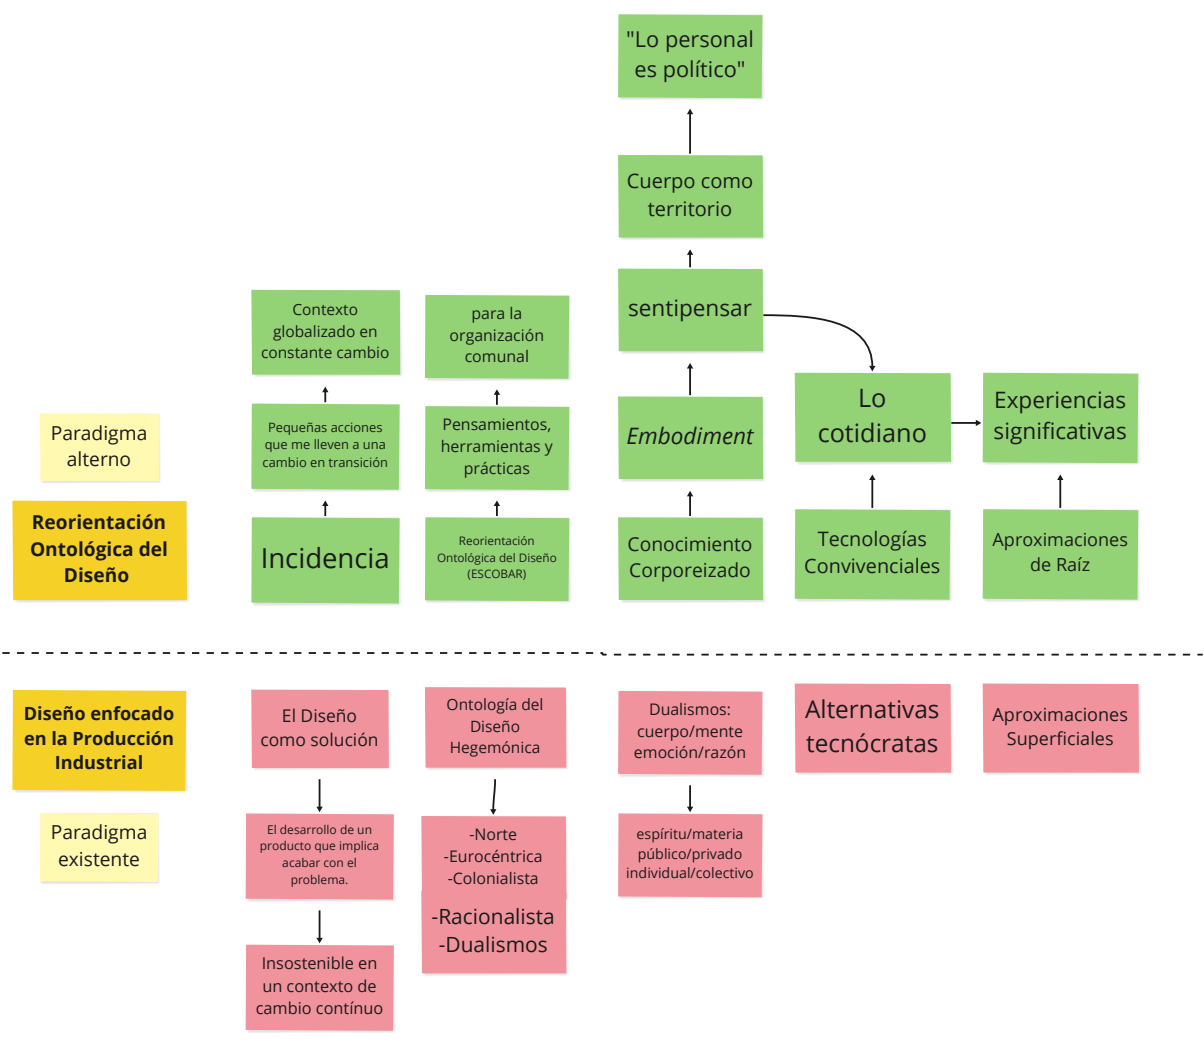 "Lo personal
es político"
Cuerpo como
territorio
sentipensar
Contexto
globalizado en
constante cambio
para la
organización
comunal
Lo
cotidiano
Experiencias
significativas
Paradigma
alterno
Pequeñas acciones
que me lleven a una
cambio en transición
Pensamientos,
herramientas y
prácticas
Embodiment
Reorientación
Ontológica del
Diseño
Incidencia
Reorientación
Ontológica del Diseño
(ESCOBAR)
Conocimiento
Corporeizado
Tecnologías
Convivenciales
Aproximaciones
de Raíz
Diseño enfocado
en la Producción
Industrial
El Diseño
como solución
Ontología del
Diseño
Hegemónica
Dualismos:
cuerpo/mente
emoción/razón
Alternativas
tecnócratas
Aproximaciones
Superficiales
Paradigma
existente
El desarrollo de un
producto que implica
acabar con el
problema.
-Norte
-Eurocéntrica
-Colonialista
-Racionalista
-Dualismos
espíritu/materia
público/privado
individual/colectivo
Insostenible en
un contexto de
cambio contínuo